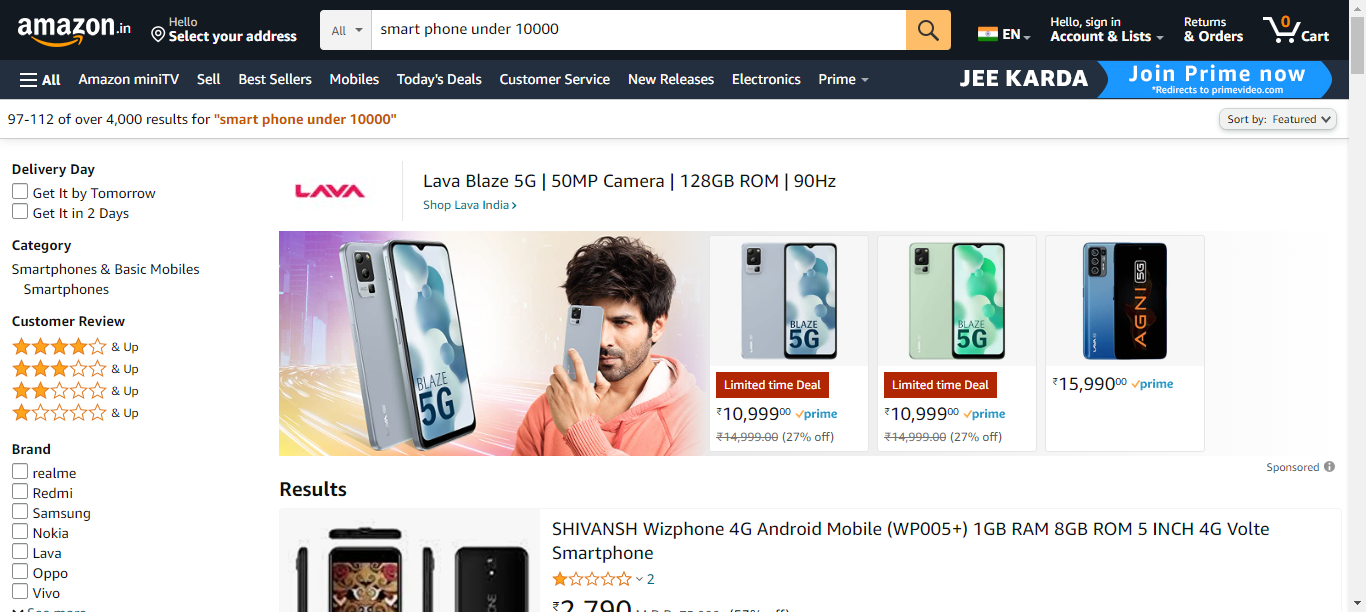 amazon.in
Hello
Select your address
All
smart phone under 10000
EN
Hello, sign in
Account & Lists
Returns
& Orders
0
Cart
All
Amazon miniTV
Sell
Best Sellers
Mobiles
Today's Deals
Customer Service
New Releases
Electronics
Prime
JEE KARDA
Join Prime now
*Redirects to primevideo.com
97-112 of over 4,000 results for "smart phone under 10000"
Sort by: Featured
Delivery Day
Get It by Tomorrow
Get It in 2 Days
Category
Smartphones & Basic Mobiles
Smartphones
Customer Review
& Up
& Up
& Up
& Up
Brand
realme
Redmi
Samsung
Nokia
Lava
Oppo
Vivo
See more
LAVA
Lava Blaze 5G | 50MP Camera | 128GB ROM | 90Hz
Shop Lava India ›
BLAZE
5G
BLAZE
5G
Limited time Deal
₹10,99900 prime
₹14,999.00 (27% off)
BLAZE
5G
Limited time Deal
₹10,99900 prime
₹14,999.00 (27% off)
AGNI 5G
₹15,99000 prime
Sponsored
Results
SHIVANSH Wizphone 4G Android Mobile (WP005+) 1GB RAM 8GB ROM 5 INCH 4G Volte
Smartphone
2
₹2,790